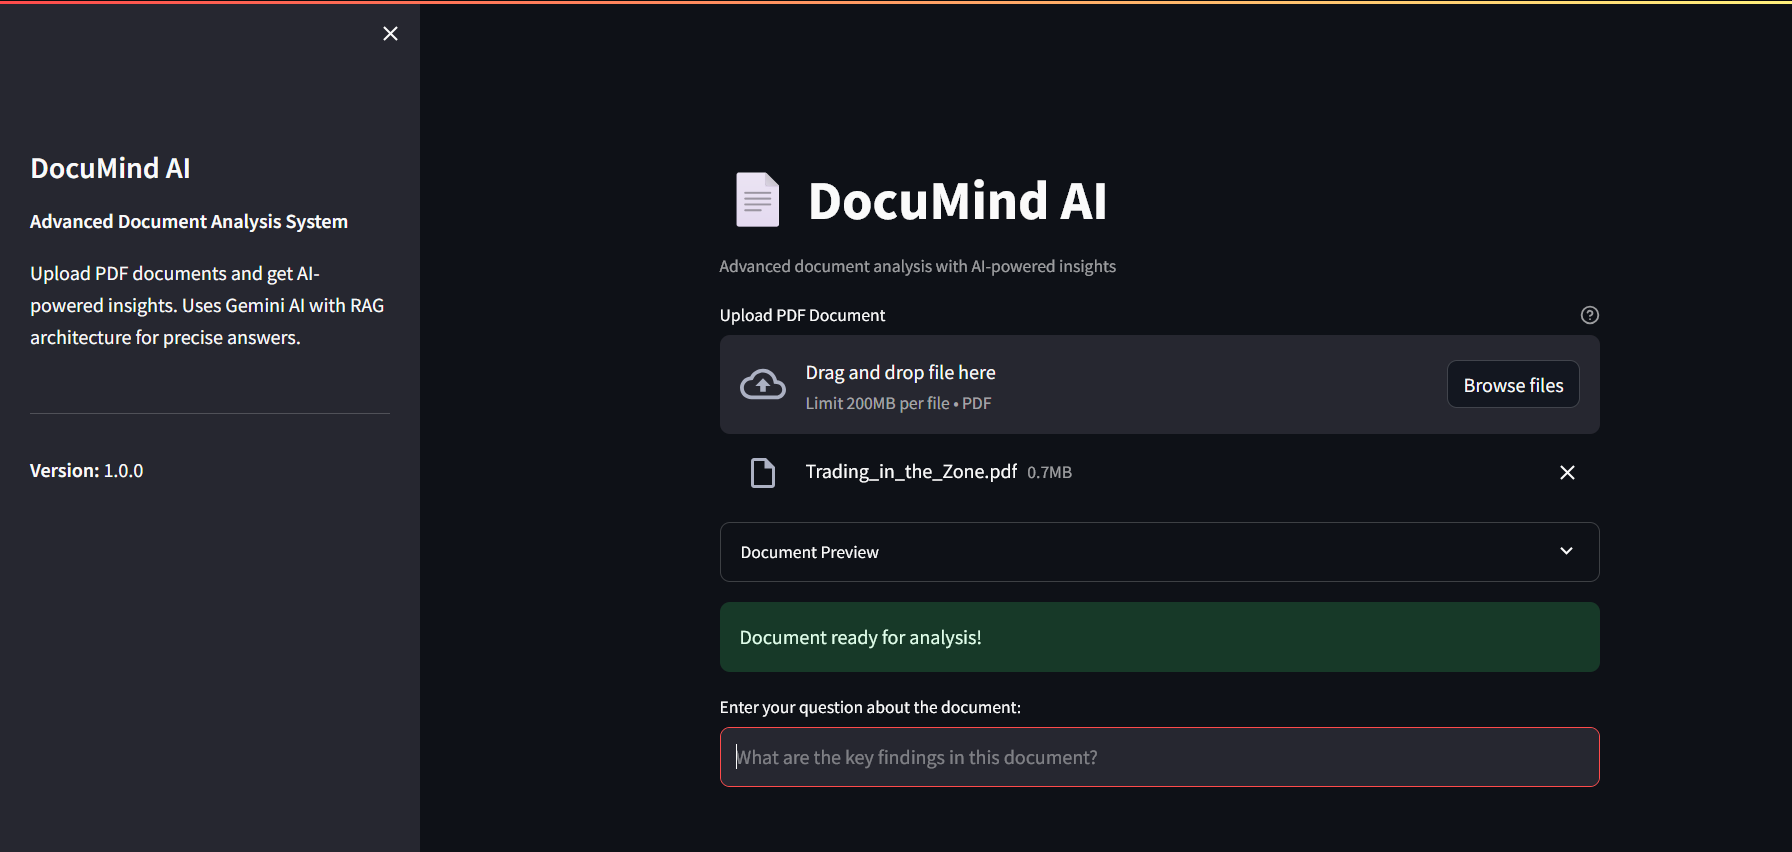 DocuMind AI
Advanced Document Analysis System
Upload PDF documents and get AI-
powered insights. Uses Gemini AI with RAG
architecture for precise answers.
Version: 1.0.0
DocuMind AI
Advanced document analysis with AI-powered insights
Upload PDF Document
Drag and drop file here
Limit 200MB per file • PDF
Browse files
Trading_in_the_Zone.pdf 0.7MB
Document Preview
Document ready for analysis!
Enter your question about the document:
What are the key findings in this document?